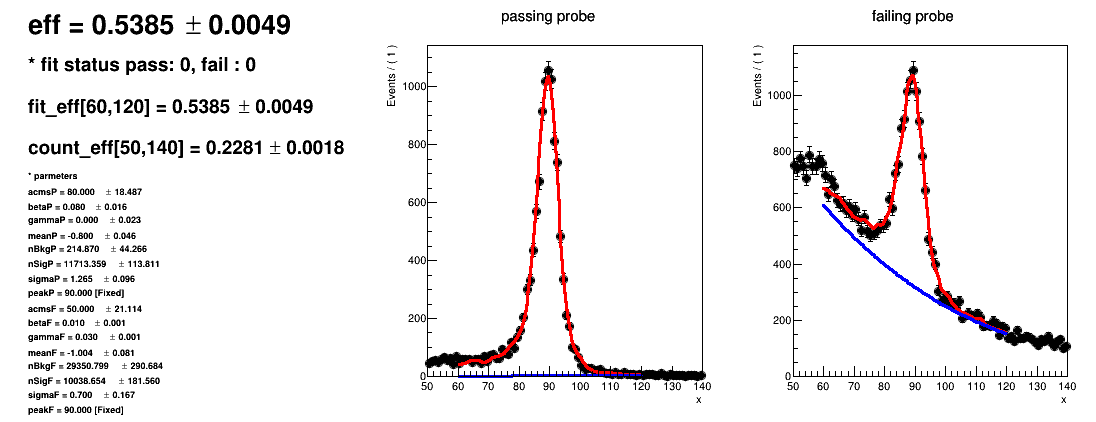 eff = 0.5385 ± 0.0049
* fit status pass: 0, fail : 0
fit_eff[60,120] = 0.5385 ± 0.0049
count_eff[50,140] = 0.2281 ± 0.0018
* parmeters
acmsP = 80.000 ± 18.487
betaP = 0.080 ± 0.016
gammaP = 0.000 ± 0.023
meanP = -0.800 ± 0.046
nBkgP = 214.870 ± 44.266
nSigP = 11713.359 ± 113.811
sigmaP = 1.265 ± 0.096
peakP = 90.000 [Fixed]
acmsF = 50.000 ± 21.114
betaF = 0.010 ± 0.001
gammaF = 0.030 ± 0.001
meanF = -1.004 ± 0.081
nBkgF = 29350.799 ± 290.684
nSigF = 10038.654 ± 181.560
sigmaF = 0.700 ± 0.167
peakF = 90.000 [Fixed]
passing probe
Events / ( 1 )
1000
800
600
400
200
0
50 60 70 80 90 100 110 120 130 140
x
failing probe
Events / ( 1 )
1000
800
600
400
200
0
50 60 70 80 90 100 110 120 130 140
x